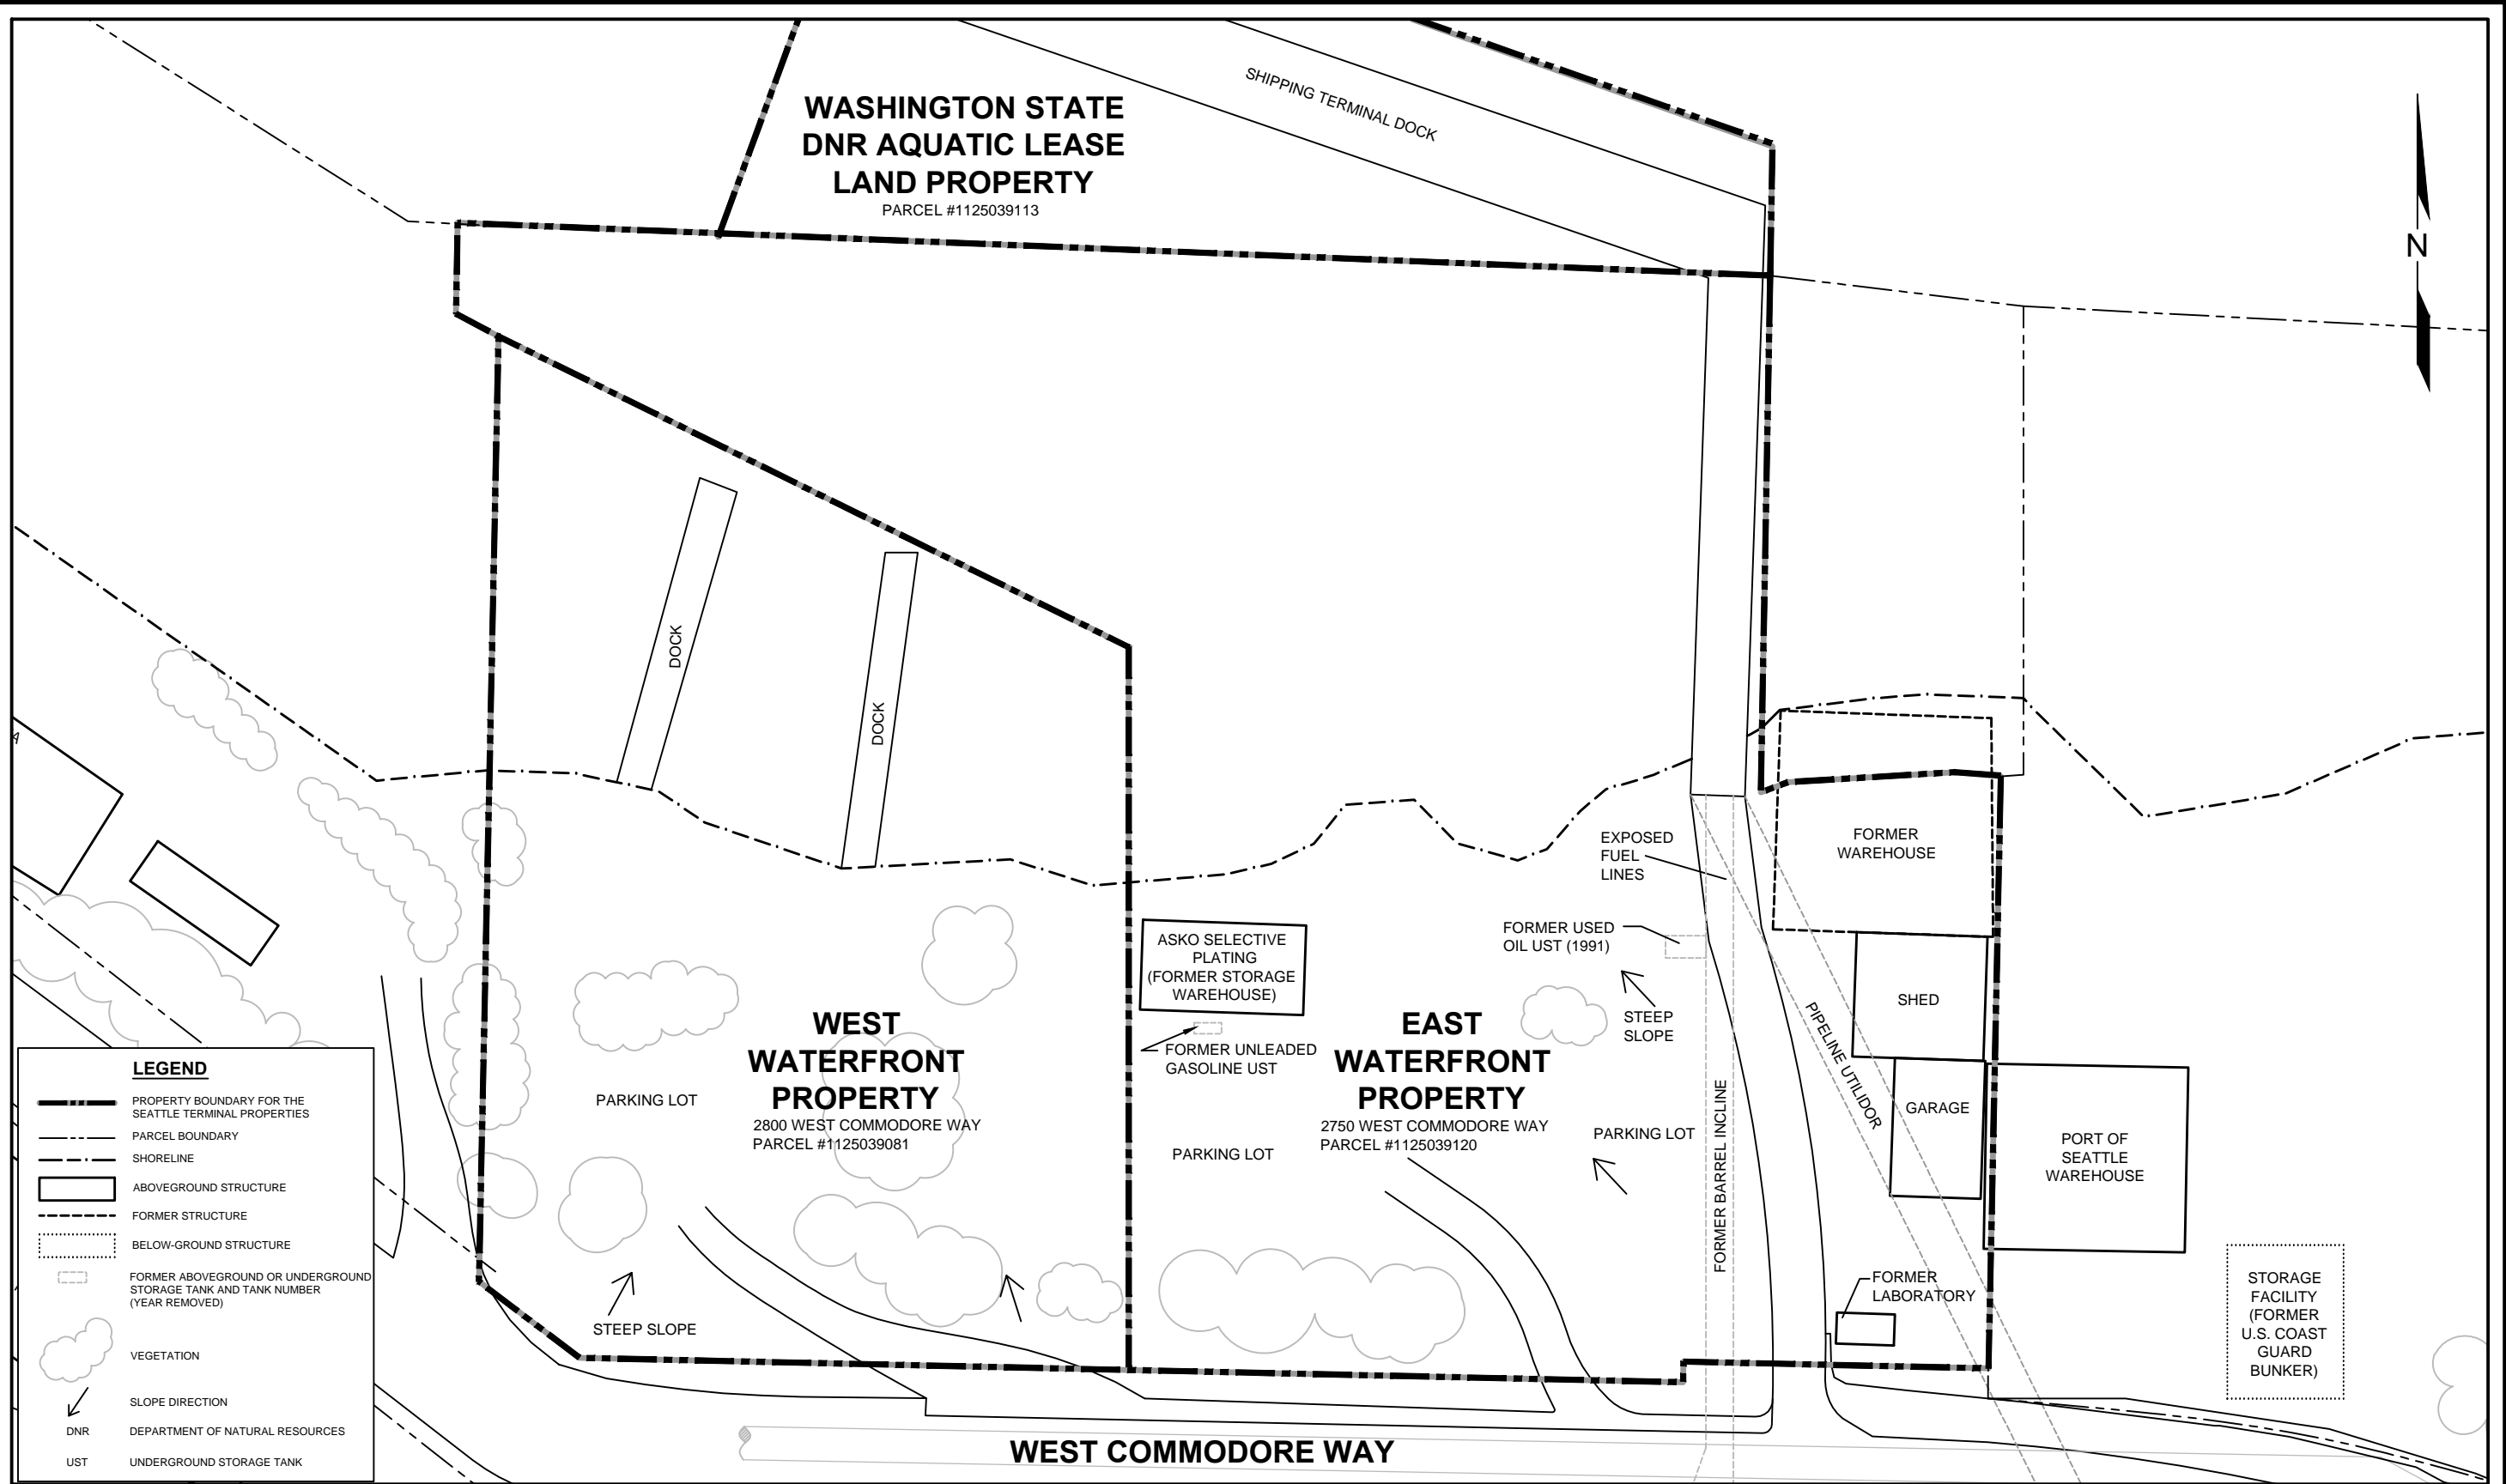 WASHINGTON STATE
DNR AQUATIC LEASE
LAND PROPERTY
PARCEL #1125039113
SHIPPING TERMINAL DOCK
N
DOCK
DOCK
EXPOSED
FUEL
LINES
FORMER
WAREHOUSE
ASKO SELECTIVE
PLATING
(FORMER STORAGE
WAREHOUSE)
FORMER USED
OIL UST (1991)
STEEP
SLOPE
SHED
WEST
WATERFRONT
PROPERTY
2800 WEST COMMODORE WAY
PARCEL #1125039081
FORMER UNLEADED
GASOLINE UST
EAST
WATERFRONT
PROPERTY
2750 WEST COMMODORE WAY
PARCEL #1125039120
PARKING LOT
PARKING LOT
PARKING LOT
FORMER BARREL INCLINE
PIPELINE UTILIDOR
GARAGE
PORT OF
SEATTLE
WAREHOUSE
FORMER
LABORATORY
STORAGE
FACILITY
(FORMER
U.S. COAST
GUARD
BUNKER)
STEEP SLOPE
WEST COMMODORE WAY
LEGEND
PROPERTY BOUNDARY FOR THE
SEATTLE TERMINAL PROPERTIES
PARCEL BOUNDARY
SHORELINE
ABOVEGROUND STRUCTURE
FORMER STRUCTURE
BELOW-GROUND STRUCTURE
FORMER ABOVEGROUND OR UNDERGROUND
STORAGE TANK AND TANK NUMBER
(YEAR REMOVED)
VEGETATION
SLOPE DIRECTION
DNR DEPARTMENT OF NATURAL RESOURCES
UST UNDERGROUND STORAGE TANK